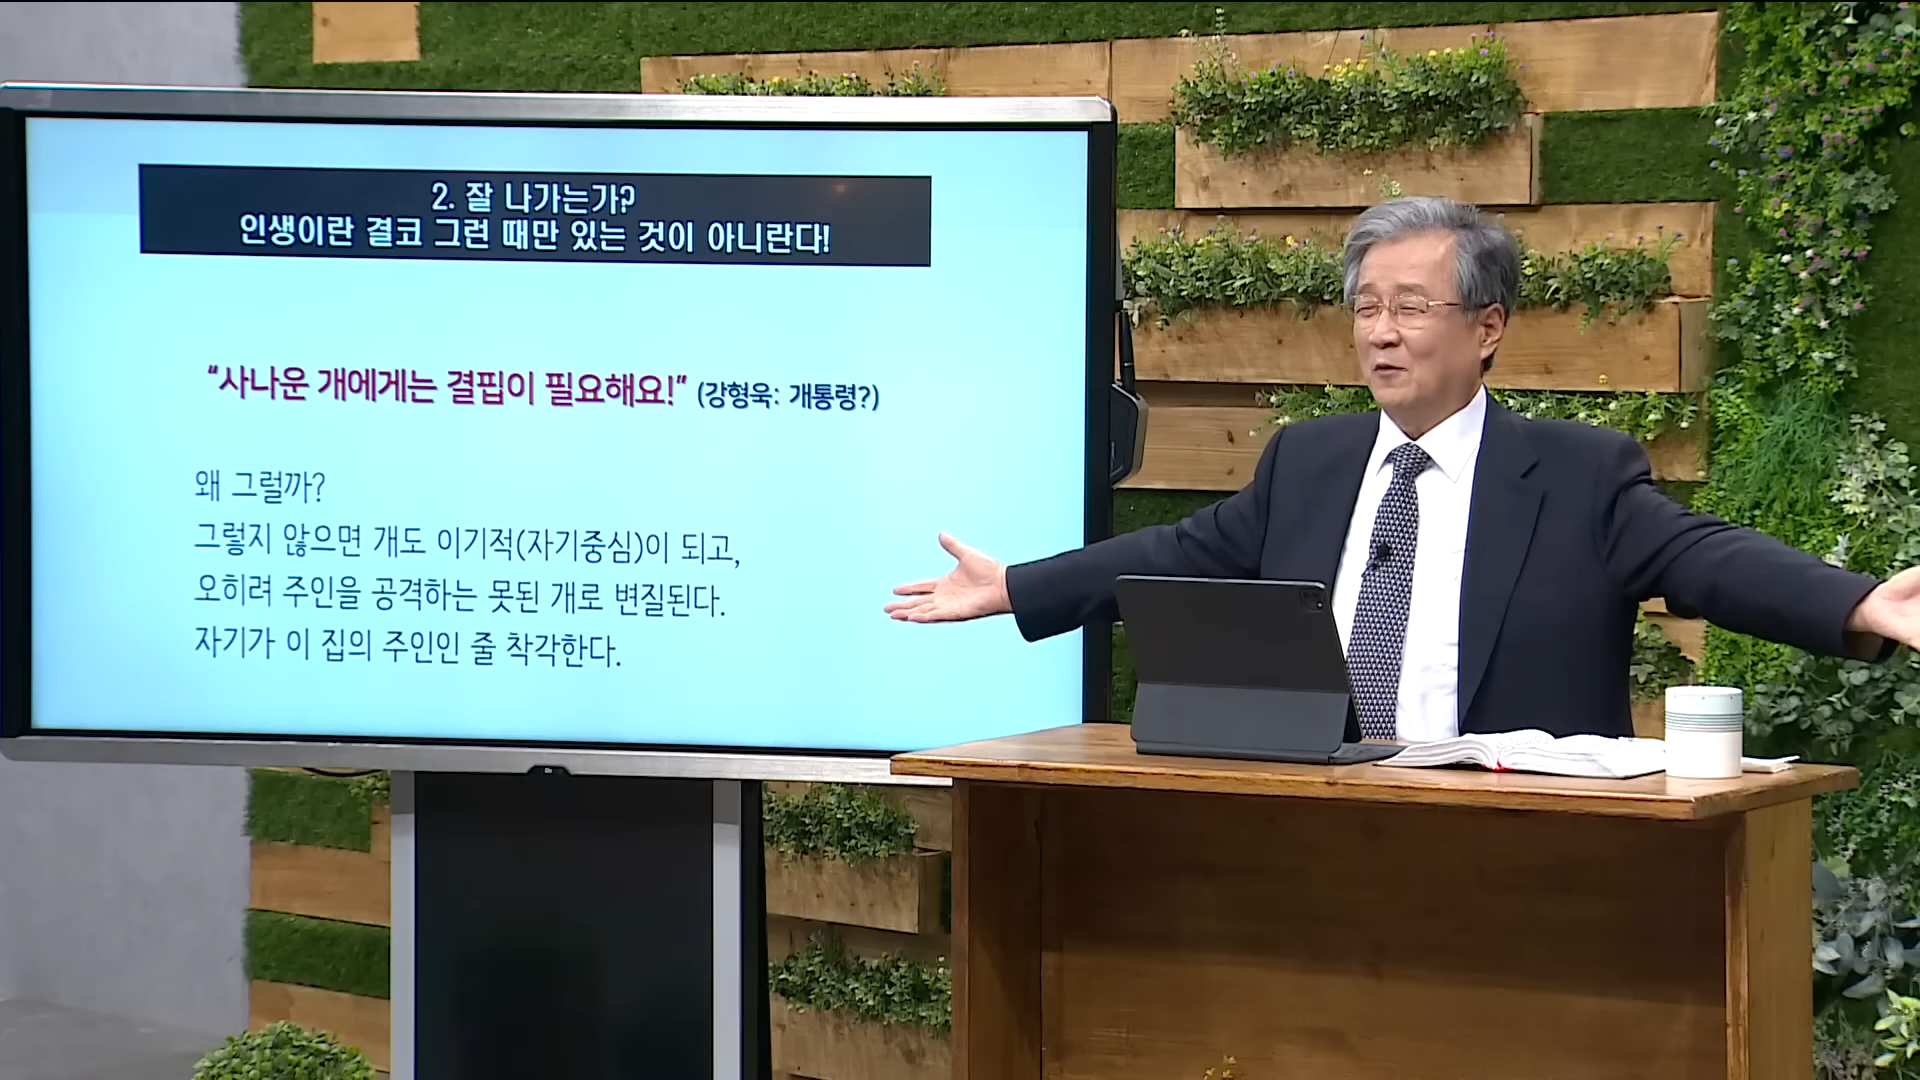 2. 잘 나가는가?
인생이란 결코 그런 때만 있는 것이 아니란다!
“사나운 개에게는 결핍이 필요해요!” (강형욱: 개통령?)
왜 그럴까?
그렇지 않으면 개도 이기적(자기중심)이 되고,
오히려 주인을 공격하는 못된 개로 변질된다.
자기가 이 집의 주인인 줄 착각한다.